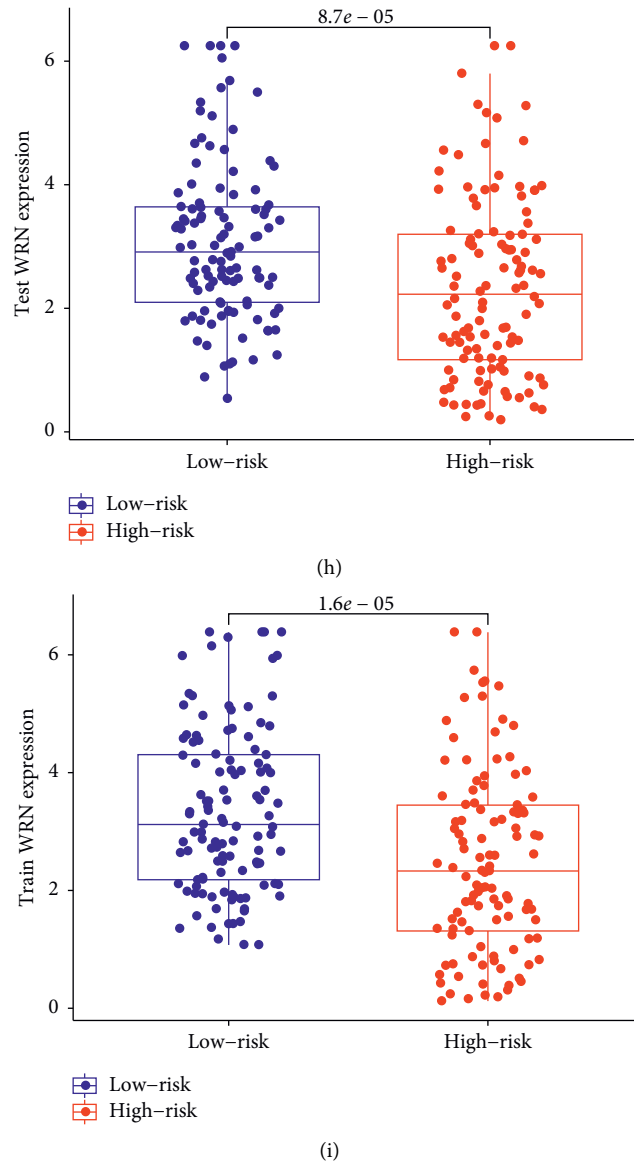 8.7e − 05
6
4
2
0
Test WRN expression
Low−risk
High−risk
Low−risk
High−risk
(h)
1.6e − 05
6
4
2
0
Train WRN expression
Low−risk
High−risk
Low−risk
High−risk
(i)